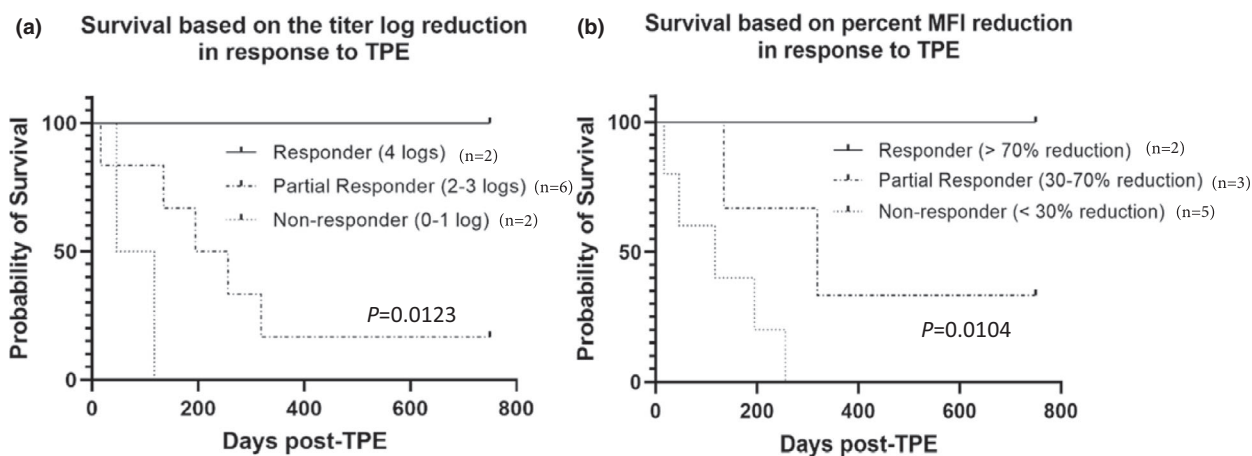 (a) Survival based on the titer log reduction
in response to TPE
Probability of Survival
100
50
0
Responder (4 logs) (n=2)
Partial Responder (2-3 logs) (n=6)
Non-responder (0-1 log) (n=2)
P=0.0123
0 200 400 600 800
Days post-TPE
(b) Survival based on percent MFI reduction
in response to TPE
Probability of Survival
100
50
0
Responder (> 70% reduction) (n=2)
Partial Responder (30-70% reduction) (n=3)
Non-responder (< 30% reduction) (n=5)
P=0.0104
0 200 400 600 800
Days post-TPE